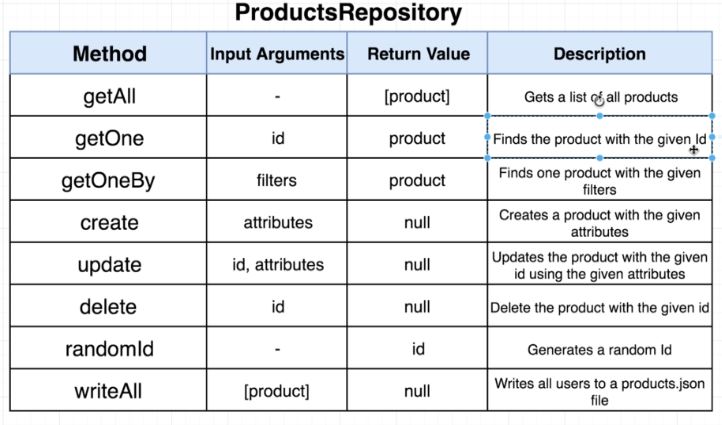 ProductsRepository
Method Input Arguments Return Value Description
getAll - [product] Gets a list of all products
getOne id product Finds the product with the given Id
getOneBy filters product Finds one product with the given
filters
create attributes null Creates a product with the given
attributes
update id, attributes null Updates the product with the given
id using the given attributes
delete id null Delete the product with the given id
randomId - id Generates a random Id
writeAll [product] null Writes all users to a products.json
file